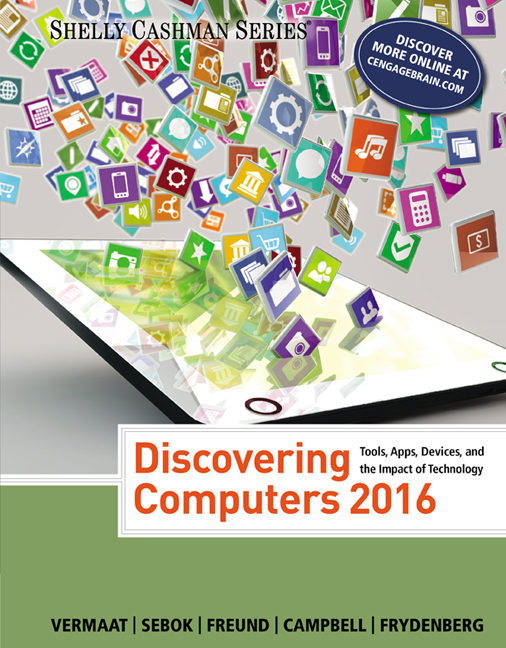 SHELLY CASHMAN SERIES®
DISCOVER
MORE ONLINE AT
CENGAGEBRAIN.COM
Discovering
Computers 2016
Tools, Apps, Devices, and
the Impact of Technology
VERMAAT | SEBOK | FREUND | CAMPBELL | FRYDENBERG